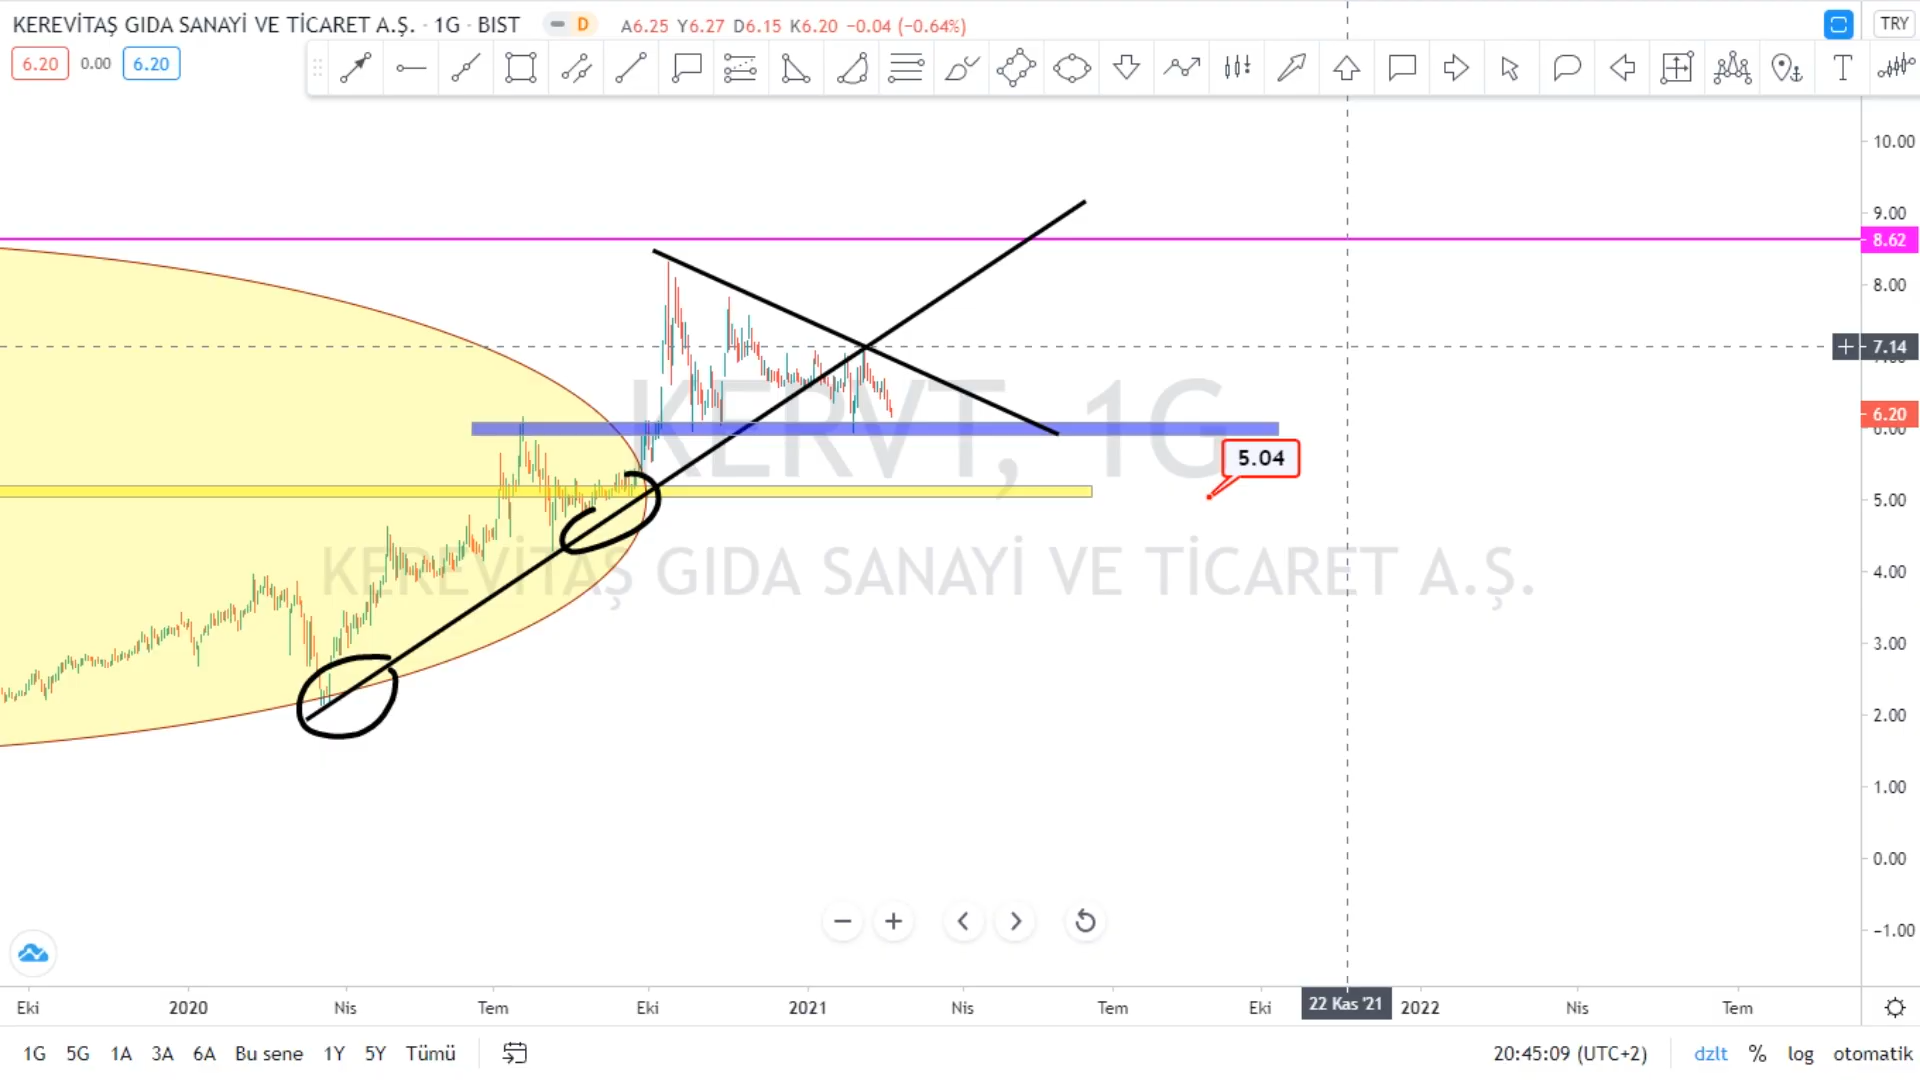 KEREVİTAŞ GIDA SANAYİ VE TİCARET A.Ş. · 1G · BIST D A6.25 Y6.27 D6.15 K6.20 −0.04 (−0.64%) TRY
6.20 0.00 6.20
T
10.00
9.00
8.62
8.00
7.14
6.20
6.00
5.04
5.00
4.00
3.00
2.00
1.00
0.00
−1.00
KERVT, 1G
KEREVİTAŞ GIDA SANAYİ VE TİCARET A.Ş.
Eki 2020 Nis Tem Eki 2021 Nis Tem Eki 22 Kas '21 2022 Nis Tem
1G 5G 1A 3A 6A Bu sene 1Y 5Y Tümü 20:45:09 (UTC+2) dzlt % log otomatik